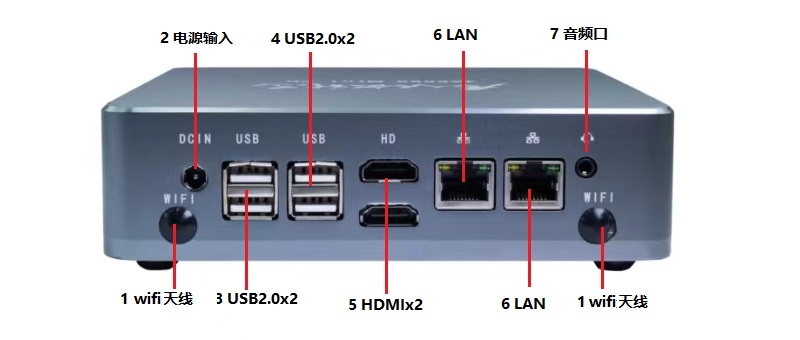 2 电源输入
4 USB2.0x2
6 LAN
7 音频口
DCIN
USB
USB
HD
WIFI
WIFI
1 wifi天线
3 USB2.0x2
5 HDMIx2
6 LAN
1 wifi天线